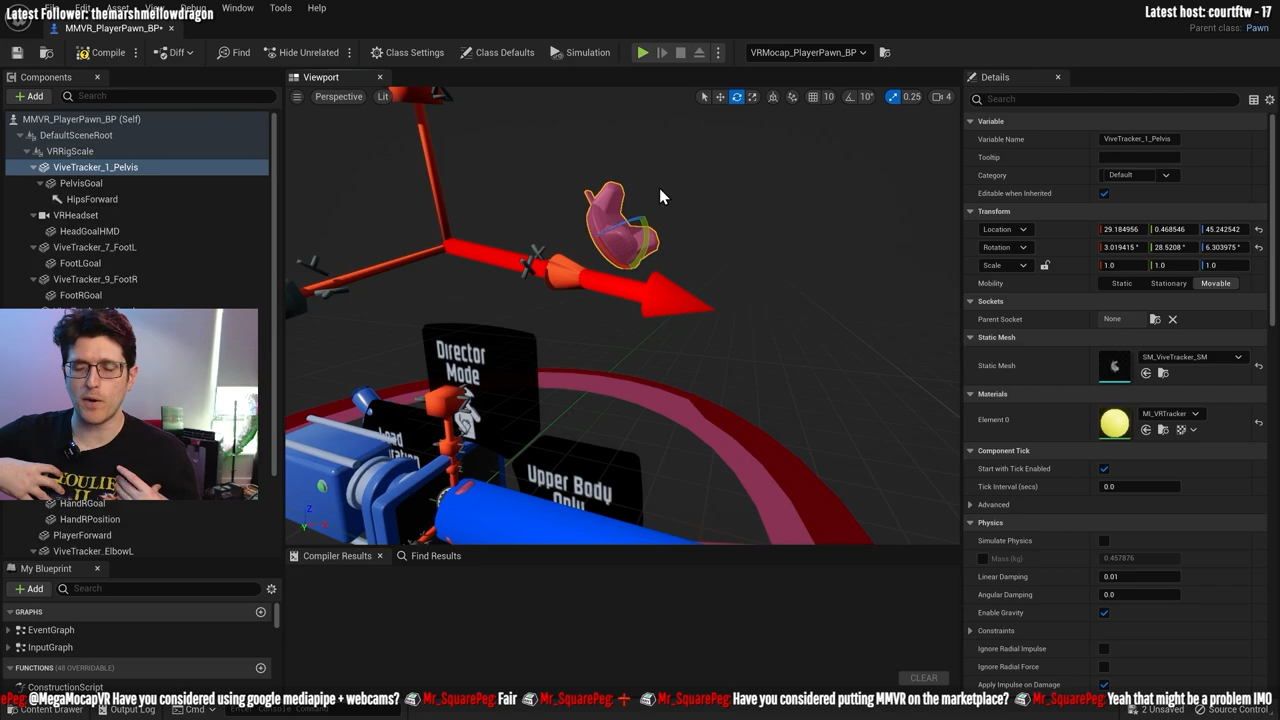 Latest Follower: themarshmellowdragon
Window
Tools
Help
Latest host: courtftw - 17
MMVR_PlayerPawn_BP*
Parent class: Pawn
Compile
Diff
Find
Hide Unrelated
Class Settings
Class Defaults
Simulation
VRMocap_PlayerPawn_BP
Components
+ Add
Search
MMVR_PlayerPawn_BP (Self)
DefaultSceneRoot
VRRigScale
ViveTracker_1_Pelvis
PelvisGoal
HipsForward
VRHeadset
HeadGoalHMD
ViveTracker_7_FootL
FootLGoal
ViveTracker_9_FootR
FootRGoal
HandRGoal
HandRPosition
PlayerForward
ViveTracker_ElbowL
My Blueprint
+ Add
Search
GRAPHS
EventGraph
InputGraph
FUNCTIONS (48 OVERRIDABLE)
ConstructionScript
Viewport
Perspective
Lit
10
10°
0.25
4
Director
Mode
Load
Upper Body
Only
Compiler Results
Find Results
CLEAR
Details
Search
Variable
Variable Name
ViveTracker_1_Pelvis
Tooltip
Category
Default
Editable when Inherited
Transform
Location
29.184956
0.468546
45.242542
Rotation
3.019415 °
28.5208 °
6.303975 °
Scale
1.0
1.0
1.0
Mobility
Static
Stationary
Movable
Sockets
Parent Socket
None
Static Mesh
Static Mesh
SM_ViveTracker_SM
Materials
Element 0
MI_VRTracker
Component Tick
Start with Tick Enabled
Tick Interval (secs)
0.0
Advanced
Physics
Simulate Physics
Mass (kg)
0.457876
Linear Damping
0.01
Angular Damping
0.0
Enable Gravity
Constraints
Ignore Radial Impulse
Ignore Radial Force
Apply Impulse on Damage
ePeg: @MegaMocapVR Have you considered using google mediapipe + webcams? Mr_SquarePeg: Fair Mr_SquarePeg: + Mr_SquarePeg: Have you considered putting MMVR on the marketplace? Mr_SquarePeg: Yeah that might be a problem IMO
Content Drawer
Output Log
Cmd
2 Unsaved
Source Control